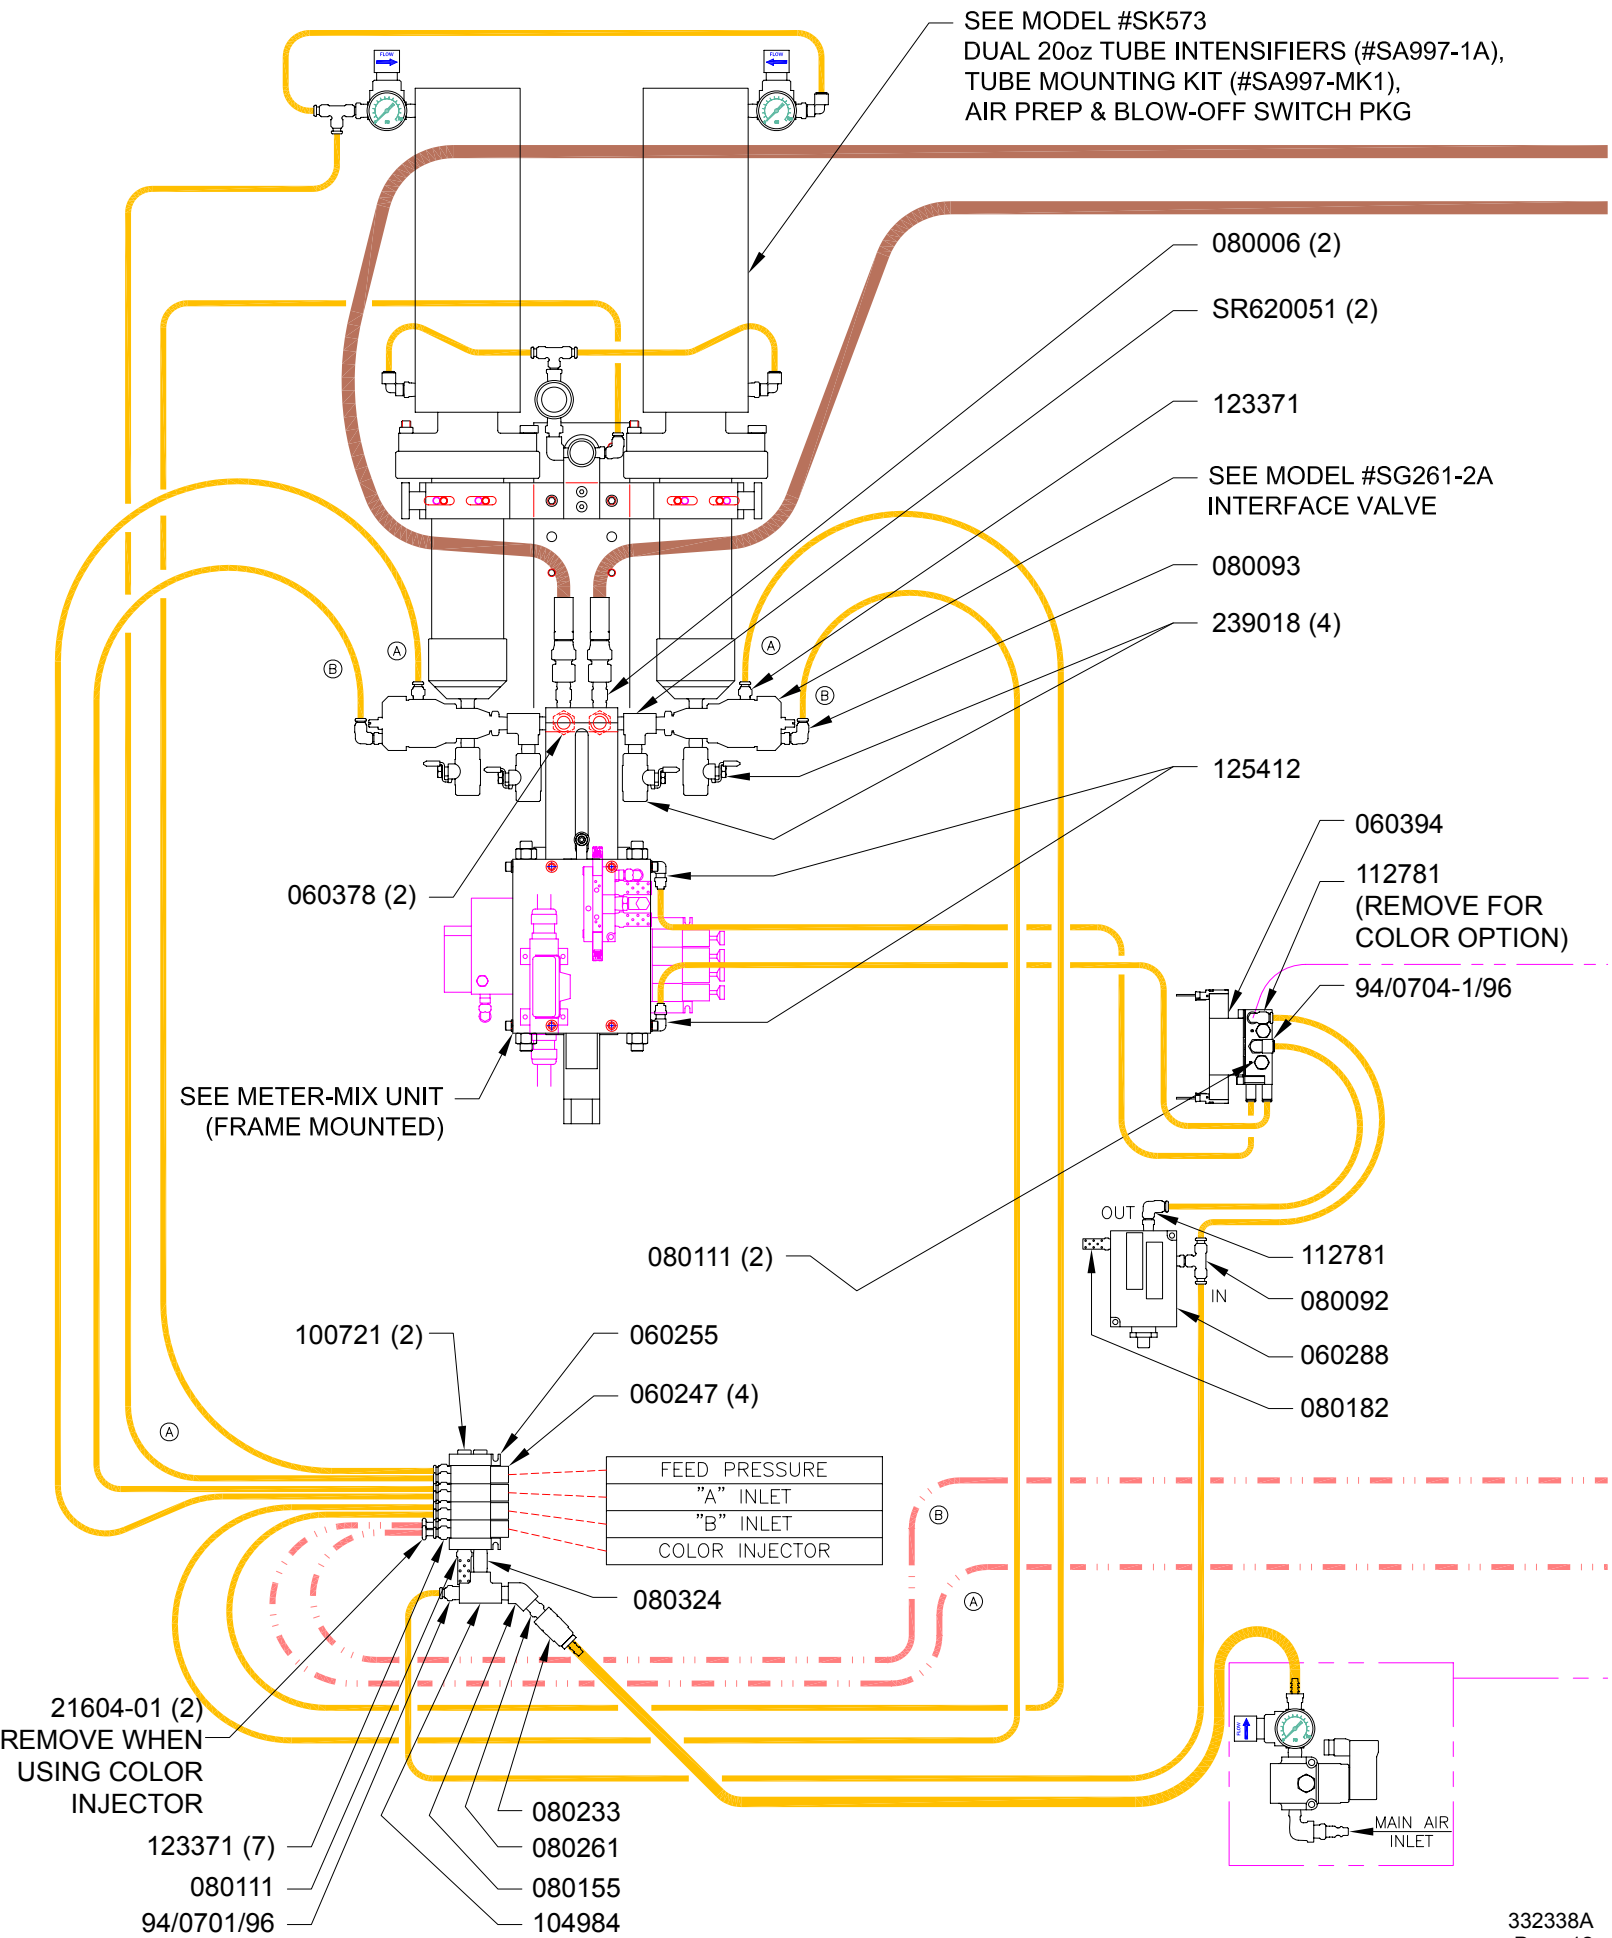 SEE MODEL #SK573
DUAL 20oz TUBE INTENSIFIERS (#SA997-1A),
TUBE MOUNTING KIT (#SA997-MK1),
AIR PREP & BLOW-OFF SWITCH PKG
FLOW
FLOW
080006 (2)
SR620051 (2)
123371
SEE MODEL #SG261-2A
INTERFACE VALVE
080093
239018 (4)
A
B
A
B
125412
060394
112781
(REMOVE FOR
COLOR OPTION)
94/0704-1/96
060378 (2)
SEE METER-MIX UNIT
(FRAME MOUNTED)
OUT
IN
080111 (2)
112781
080092
060288
080182
100721 (2)
060255
060247 (4)
A
FEED PRESSURE
"A" INLET
"B" INLET
COLOR INJECTOR
B
A
080324
21604-01 (2)
REMOVE WHEN
USING COLOR
INJECTOR
123371 (7)
080111
94/0701/96
080233
080261
080155
104984
FLOW
MAIN AIR
INLET
332338A